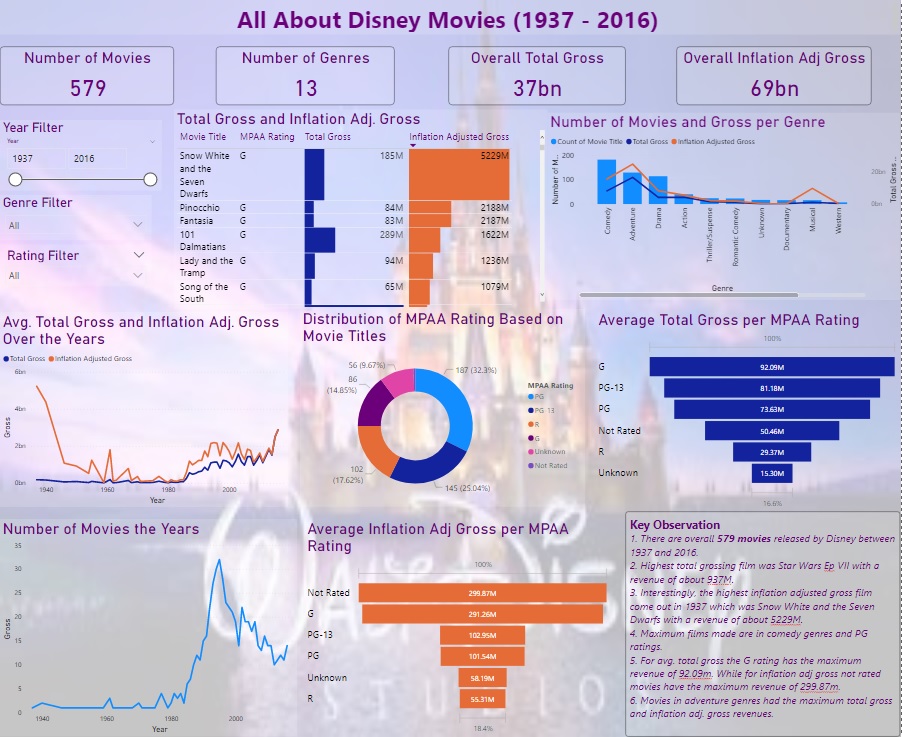 All About Disney Movies (1937 - 2016)
Number of Movies
579
Number of Genres
13
Overall Total Gross
37bn
Overall Inflation Adj Gross
69bn
Year Filter
Year
1937 2016
Genre Filter
All
Rating Filter
All
Total Gross and Inflation Adj. Gross
Movie Title MPAA Rating Total Gross Inflation Adjusted Gross
Snow White G 185M 5229M
and the
Seven
Dwarfs
Pinocchio G 84M 2188M
Fantasia G 83M 2187M
101 G 289M 1622M
Dalmatians
Lady and the G 94M 1236M
Tramp
Song of the G 65M 1079M
South
Number of Movies and Gross per Genre
Count of Movie Title Total Gross Inflation Adjusted Gross
Number of M...
200
100
0
20bn
0bn
Total Gross ...
Comedy
Adventure
Drama
Action
Thriller/Suspense
Romantic Comedy
Unknown
Documentary
Musical
Western
Genre
Avg. Total Gross and Inflation Adj. Gross
Over the Years
Total Gross Inflation Adjusted Gross
6bn
4bn
2bn
0bn
Gross
1940 1960 1980 2000
Year
Distribution of MPAA Rating Based on
Movie Titles
56 (9.67%)
86
(14.85%)
102
(17.62%)
187 (32.3%)
145 (25.04%)
MPAA Rating
PG
PG-13
R
G
Unknown
Not Rated
Average Total Gross per MPAA Rating
100%
G 92.09M
PG-13 81.18M
PG 73.63M
Not Rated 50.46M
R 29.37M
Unknown 15.30M
16.6%
Number of Movies the Years
35
30
25
20
15
10
5
0
Gross
1940 1960 1980 2000
Year
Average Inflation Adj Gross per MPAA
Rating
100%
Not Rated 299.87M
G 291.26M
PG-13 102.95M
PG 101.54M
Unknown 58.19M
R 55.31M
18.4%
Key Observation
1. There are overall 579 movies released by Disney between
1937 and 2016.
2. Highest total grossing film was Star Wars Ep VII with a
revenue of about 937M.
3. Interestingly, the highest inflation adjusted gross film
come out in 1937 which was Snow White and the Seven
Dwarfs with a revenue of about 5229M.
4. Maximum films made are in comedy genres and PG
ratings.
5. For avg. total gross the G rating has the maximum
revenue of 92.09m. While for inflation adj gross not rated
movies have the maximum revenue of 299.87m.
6. Movies in adventure genres had the maximum total gross
and inflation adj. gross revenues.